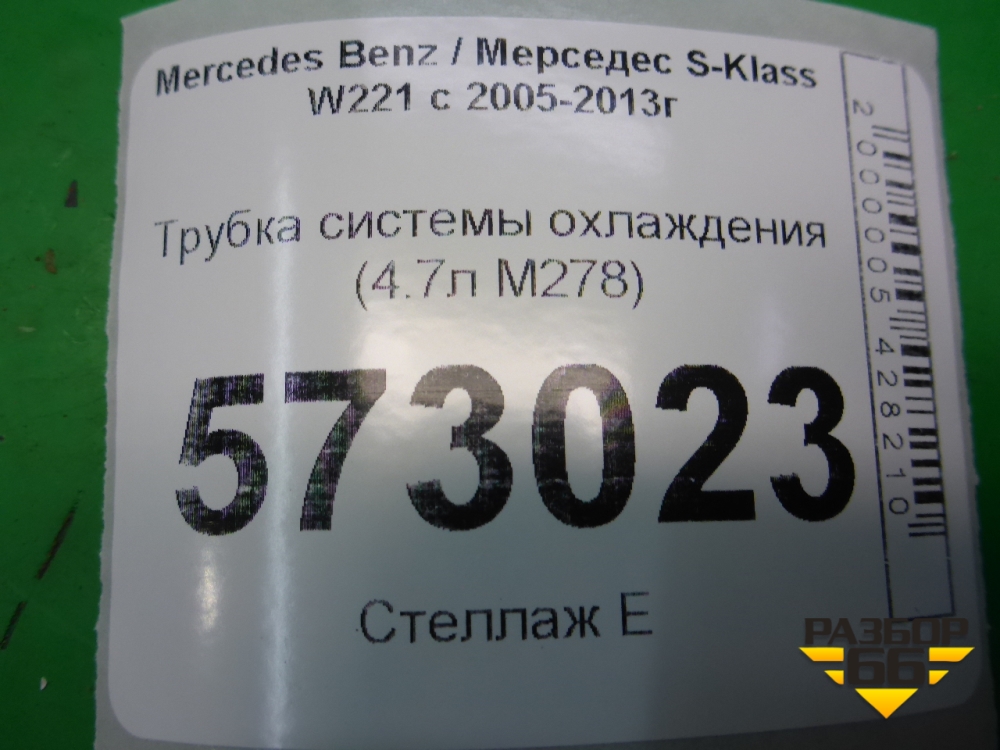 Mercedes Benz / Мерседес S-Klass
W221 с 2005-2013г
Трубка системы охлаждения
(4.7л M278)
573023
Стеллаж Е
2000005428210
РАЗБОР
66